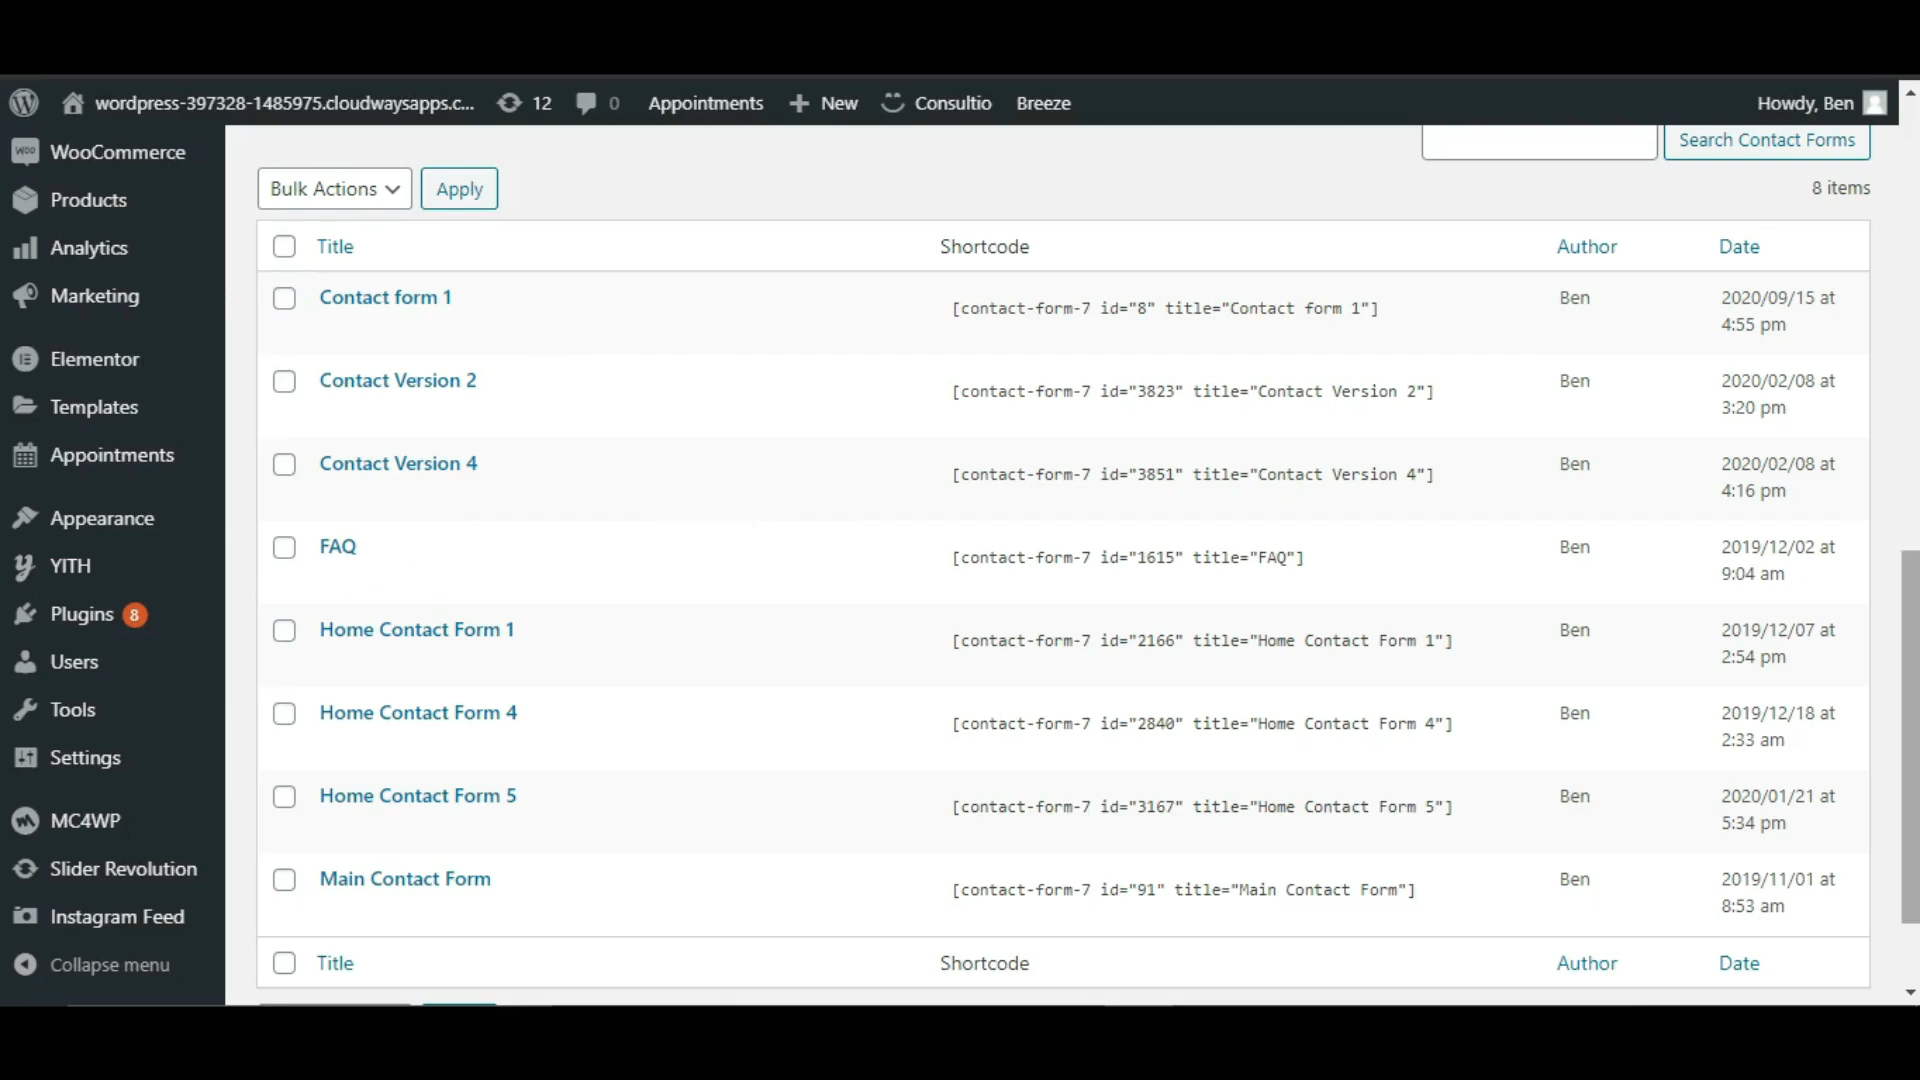 wordpress-397328-1485975.cloudwaysapps.c... 12 0 Appointments New Consultio Breeze Howdy, Ben
WooCommerce
Products
Analytics
Marketing
Elementor
Templates
Appointments
Appearance
YITH
Plugins 8
Users
Tools
Settings
MC4WP
Slider Revolution
Instagram Feed
Collapse menu
Search Contact Forms
Bulk Actions Apply 8 items
Title Shortcode Author Date
Contact form 1 [contact-form-7 id="8" title="Contact form 1"] Ben 2020/09/15 at
4:55 pm
Contact Version 2 [contact-form-7 id="3823" title="Contact Version 2"] Ben 2020/02/08 at
3:20 pm
Contact Version 4 [contact-form-7 id="3851" title="Contact Version 4"] Ben 2020/02/08 at
4:16 pm
FAQ [contact-form-7 id="1615" title="FAQ"] Ben 2019/12/02 at
9:04 am
Home Contact Form 1 [contact-form-7 id="2166" title="Home Contact Form 1"] Ben 2019/12/07 at
2:54 pm
Home Contact Form 4 [contact-form-7 id="2840" title="Home Contact Form 4"] Ben 2019/12/18 at
2:33 am
Home Contact Form 5 [contact-form-7 id="3167" title="Home Contact Form 5"] Ben 2020/01/21 at
5:34 pm
Main Contact Form [contact-form-7 id="91" title="Main Contact Form"] Ben 2019/11/01 at
8:53 am
Title Shortcode Author Date